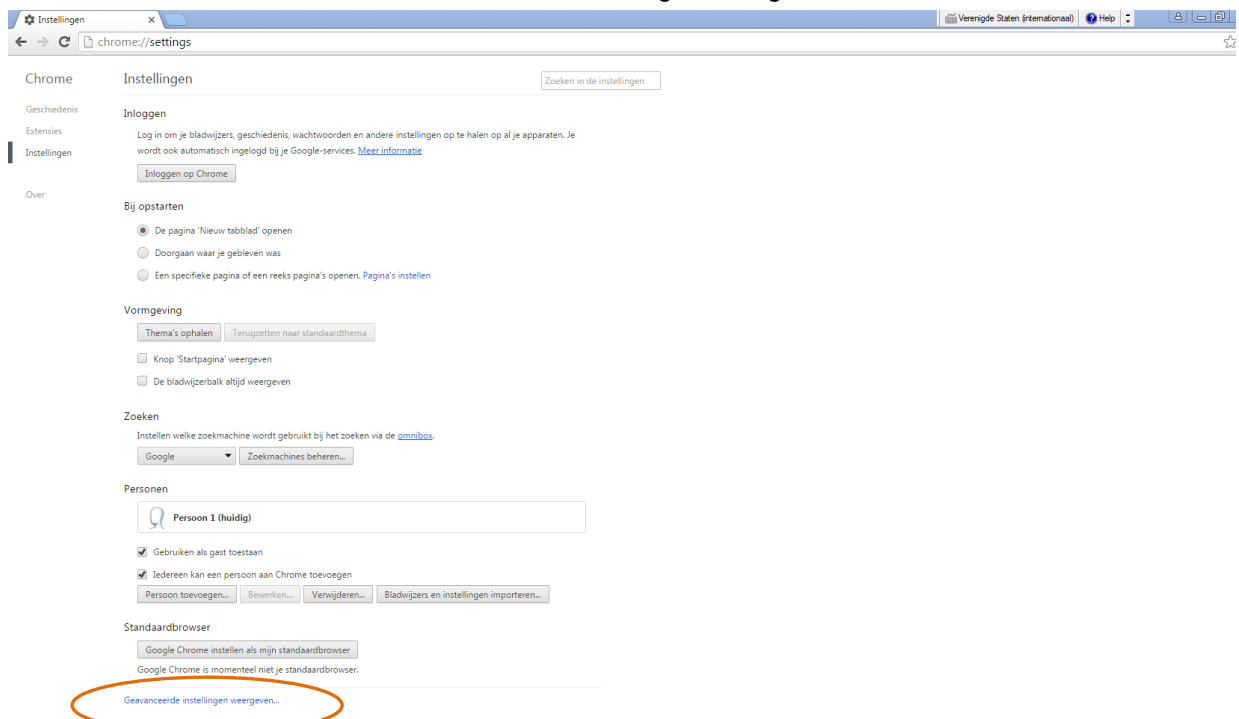 Instellingen
Verenigde Staten (internationaal) Help
chrome://settings
Chrome
Geschiedenis
Extensies
Instellingen
Over
Instellingen
Zoeken in de instellingen
Inloggen
Log in om je bladwijzers, geschiedenis, wachtwoorden en andere instellingen op te halen op al je apparaten. Je
wordt ook automatisch ingelogd bij je Google-services. Meer informatie
Inloggen op Chrome
Bij opstarten
De pagina 'Nieuw tabblad' openen
Doorgaan waar je gebleven was
Een specifieke pagina of een reeks pagina's openen. Pagina's instellen
Vormgeving
Thema's ophalen Terugzetten naar standaardthema
Knop 'Startpagina' weergeven
De bladwijzerbalk altijd weergeven
Zoeken
Instellen welke zoekmachine wordt gebruikt bij het zoeken via de omnibox.
Google Zoekmachines beheren...
Personen
Persoon 1 (huidig)
Gebruiken als gast toestaan
Iedereen kan een persoon aan Chrome toevoegen
Persoon toevoegen... Bewerken... Verwijderen... Bladwijzers en instellingen importeren...
Standaardbrowser
Google Chrome instellen als mijn standaardbrowser
Google Chrome is momenteel niet je standaardbrowser.
Geavanceerde instellingen weergeven...